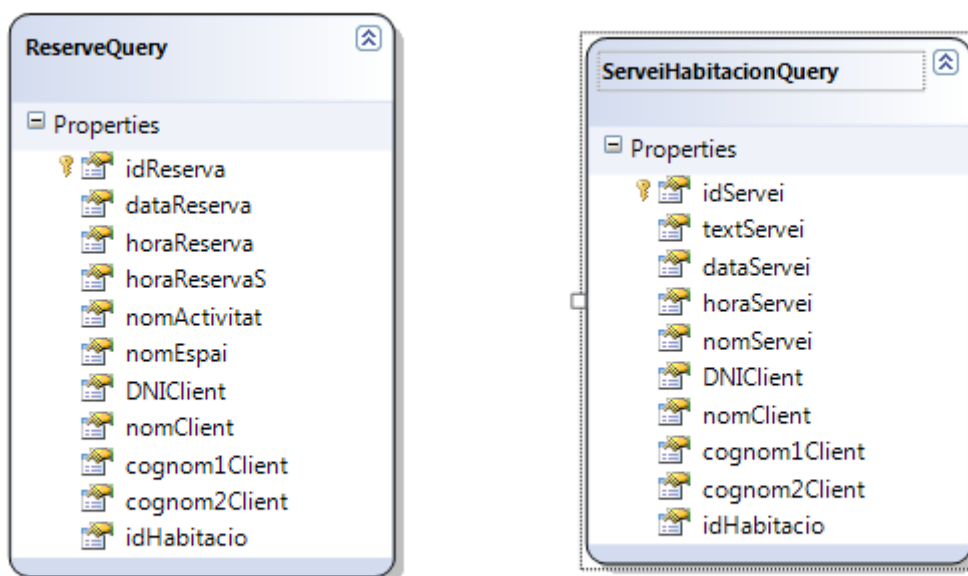 ReserveQuery
Properties
idReserva
dataReserva
horaReserva
horaReservaS
nomActivitat
nomEspai
DNIClient
nomClient
cognom1Client
cognom2Client
idHabitacio
ServeiHabitacionQuery
Properties
idServei
textServei
dataServei
horaServei
nomServei
DNIClient
nomClient
cognom1Client
cognom2Client
idHabitacio